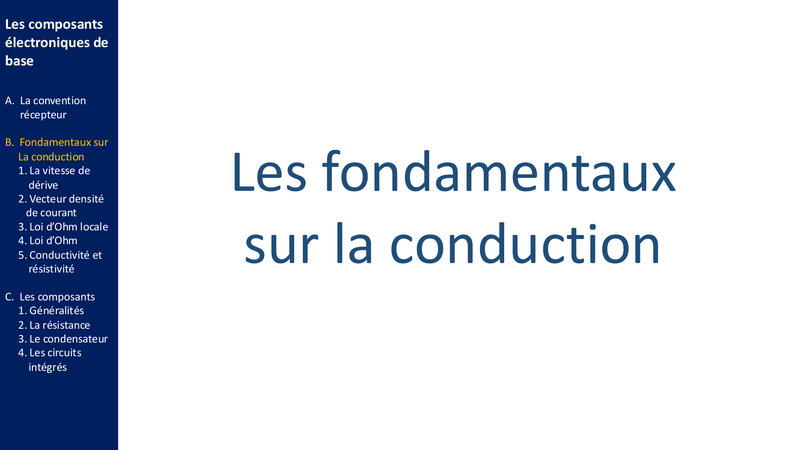 Les composants
électroniques de
base
A. La convention
récepteur
B. Fondamentaux sur
La conduction
1. La vitesse de
dérive
2. Vecteur densité
de courant
3. Loi d’Ohm locale
4. Loi d’Ohm
5. Conductivité et
résistivité
C. Les composants
1. Généralités
2. La résistance
3. Le condensateur
4. Les circuits
intégrés
Les fondamentaux
sur la conduction